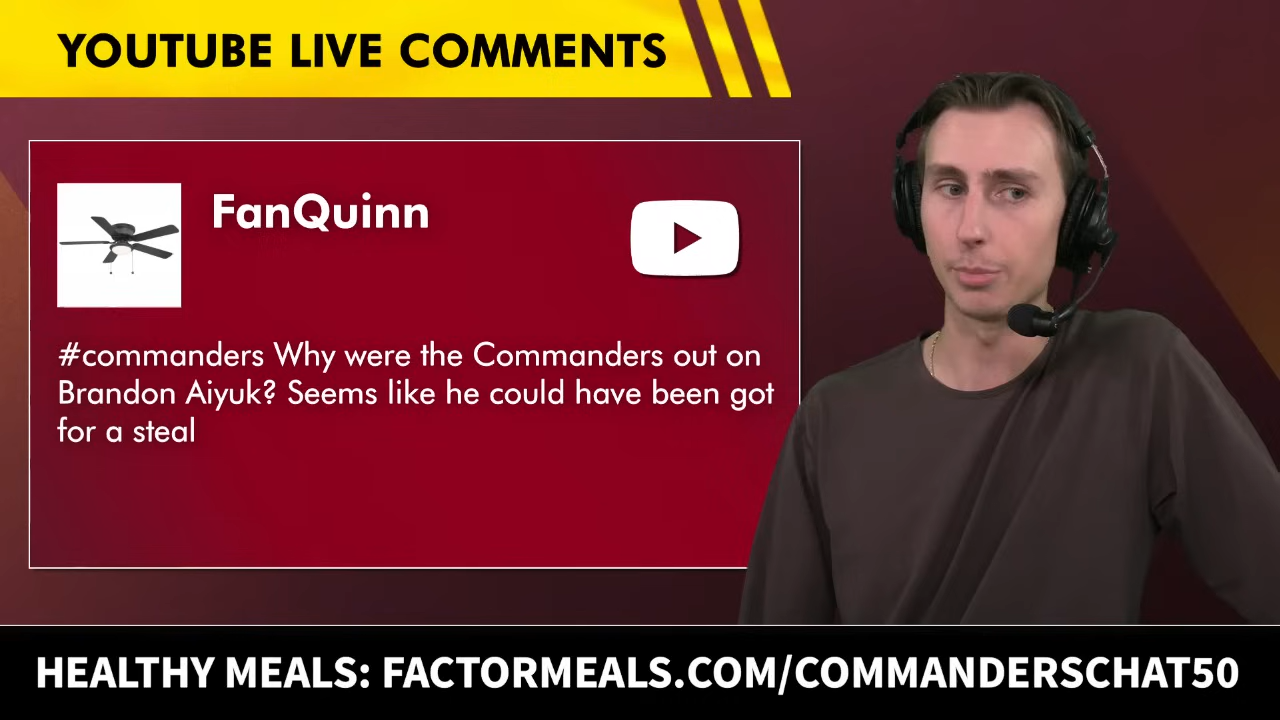 YOUTUBE LIVE COMMENTS
FanQuinn
#commanders Why were the Commanders out on
Brandon Aiyuk? Seems like he could have been got
for a steal
HEALTHY MEALS: FACTORMEALS.COM/COMMANDERSCHAT50